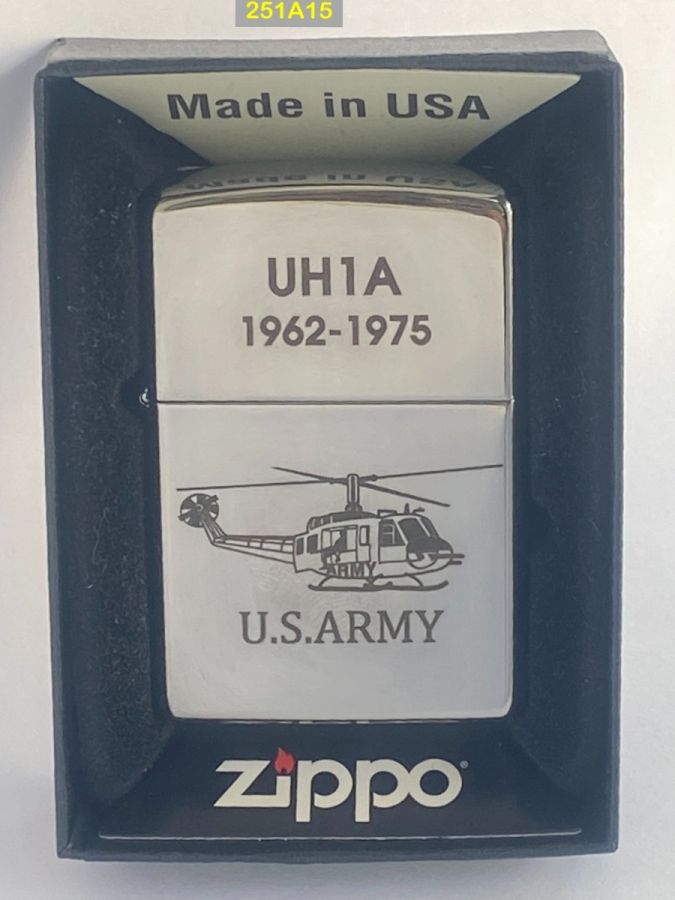 251A15
Made in USA
UH1A
1962-1975
ARMY
U.S.ARMY
zippo